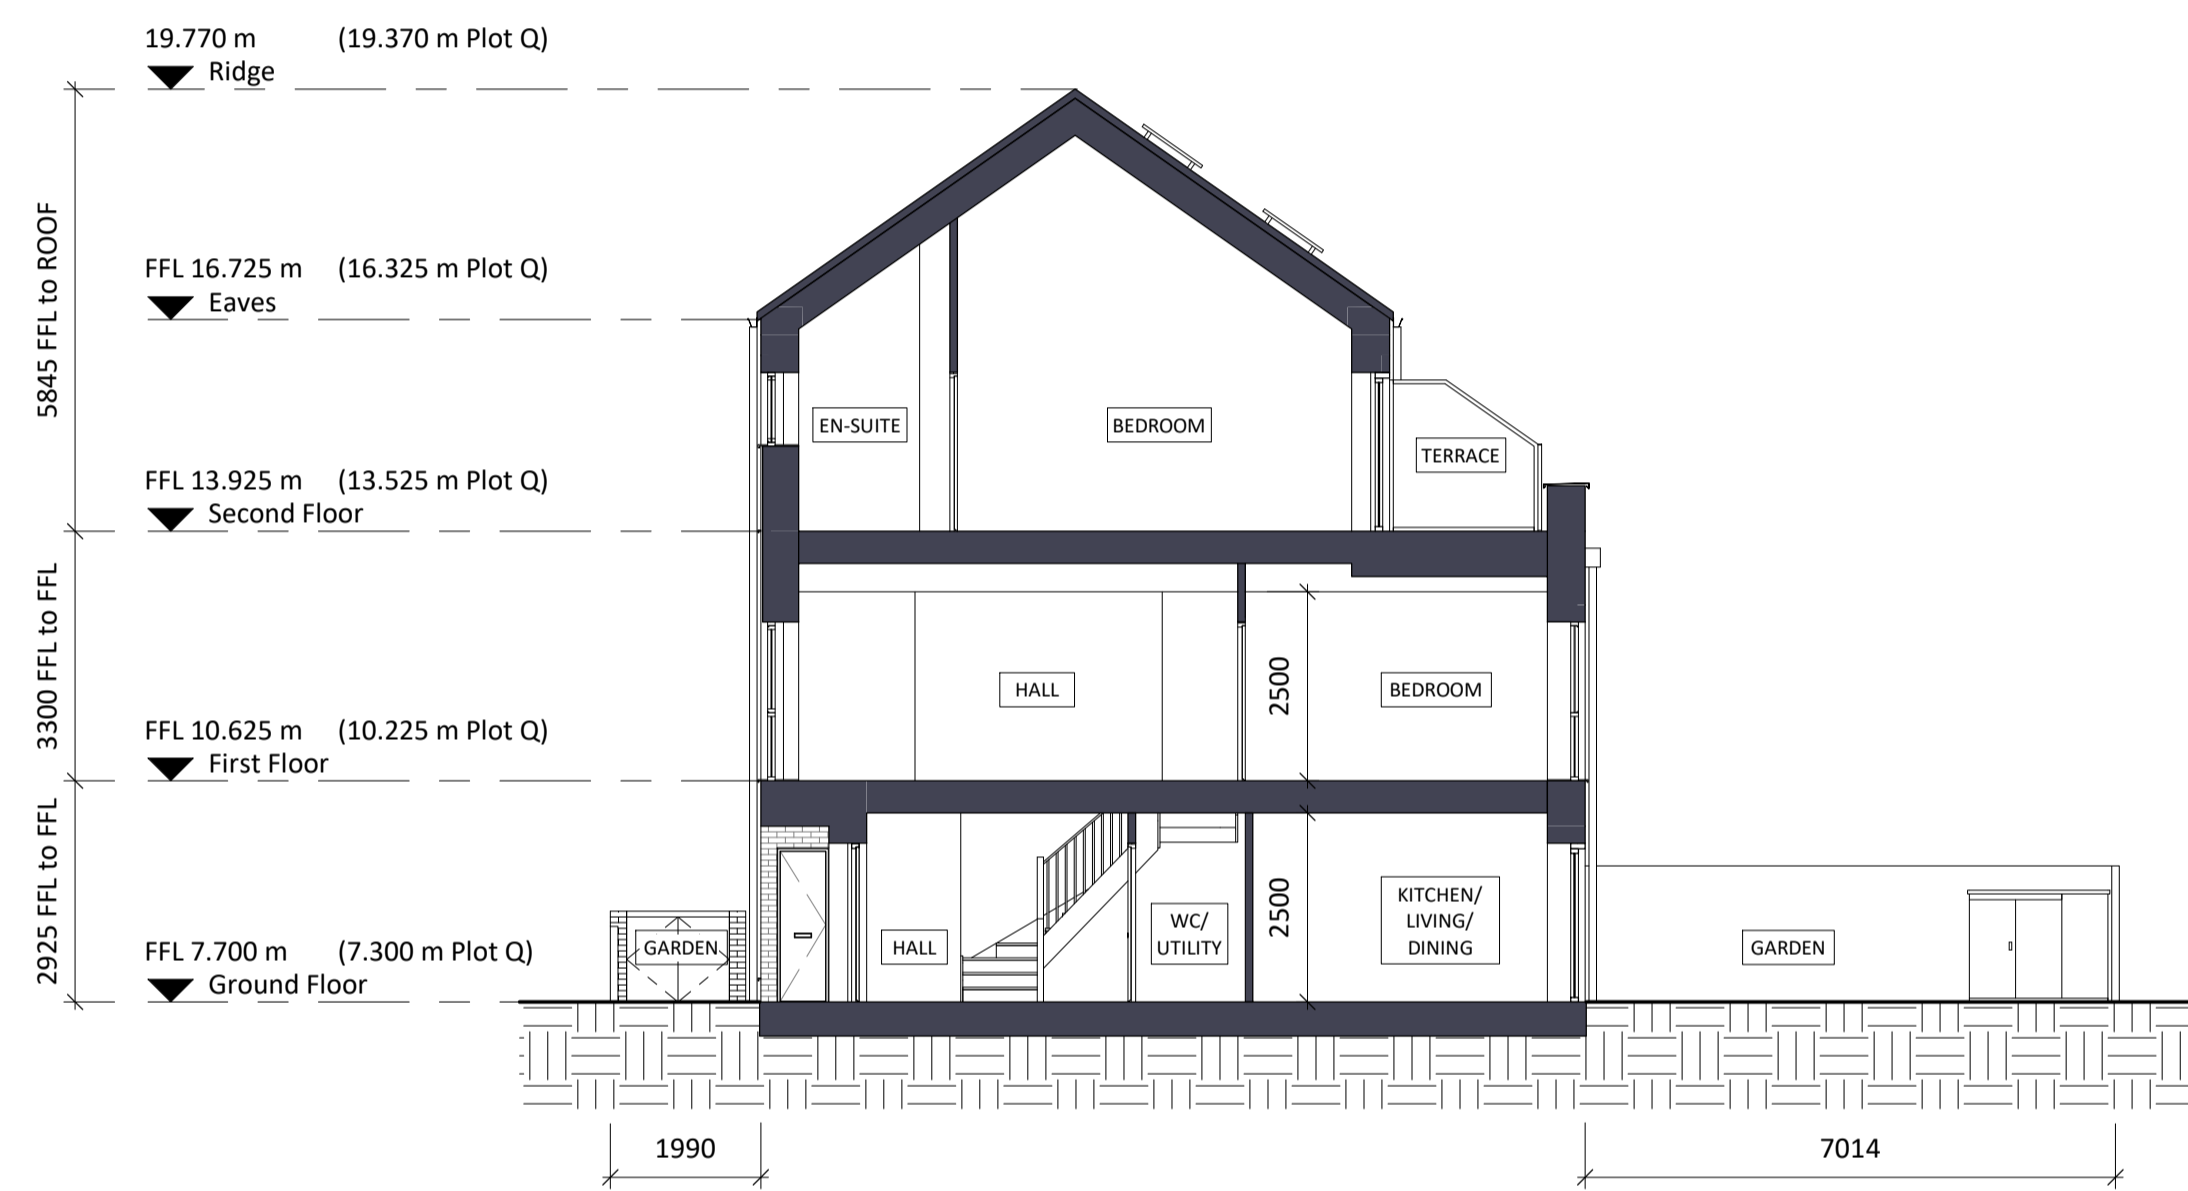 19.770 m (19.370 m Plot Q)
Ridge
5845 FFL to ROOF
FFL 16.725 m (16.325 m Plot Q)
Eaves
EN-SUITE
BEDROOM
TERRACE
FFL 13.925 m (13.525 m Plot Q)
Second Floor
3300 FFL to FFL
HALL
2500
BEDROOM
FFL 10.625 m (10.225 m Plot Q)
First Floor
2925 FFL to FFL
FFL 7.700 m (7.300 m Plot Q)
Ground Floor
GARDEN
HALL
WC/
UTILITY
2500
KITCHEN/
LIVING/
DINING
GARDEN
1990
7014